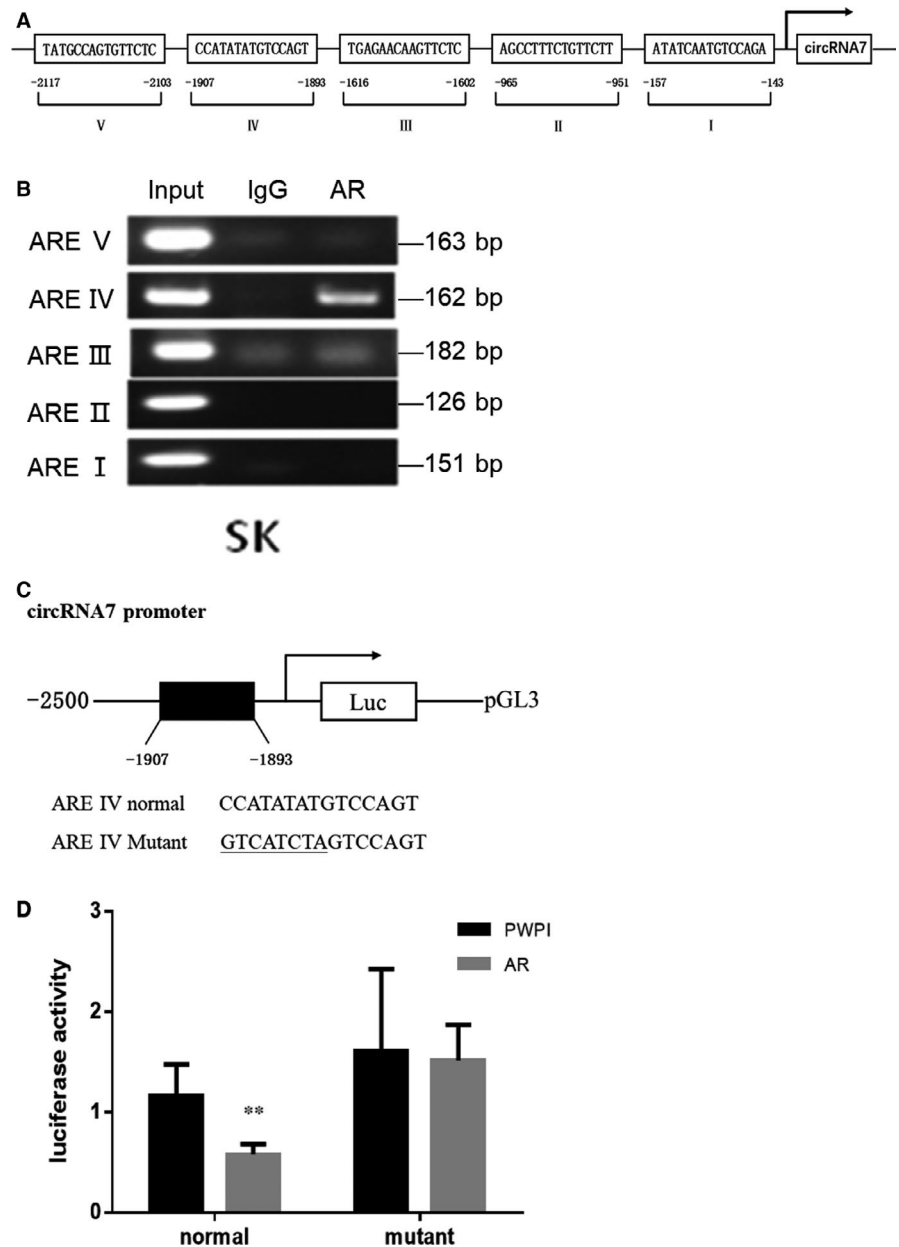 A
TATGCCAGTGTTCTC CCATATATGTCCAGT TGAGAACAAGTTCTC AGCCTTTCTGTTCTT ATATCAATGTCCAGA circRNA7
-2117 -2103 -1907 -1893 -1616 -1602 -965 -951 -157 -143
V IV III II I
B
Input IgG AR
ARE V 163 bp
ARE IV 162 bp
ARE III 182 bp
ARE II 126 bp
ARE I 151 bp
SK
C
circRNA7 promoter
-2500 Luc pGL3
-1907 -1893
ARE IV normal CCATATATGTCCAGT
ARE IV Mutant GTCATCTAGTCCAGT
D
3
PWPI
AR
2
luciferase activity
1
**
0
normal mutant